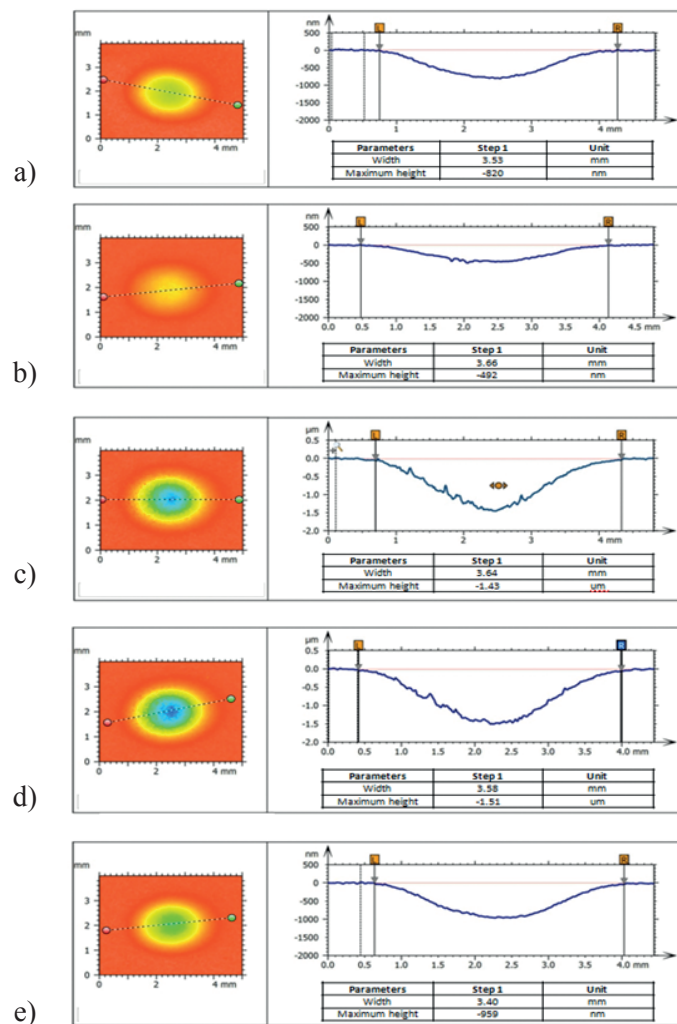 a)
mm
3
2
1
0
0 2 4 mm
nm
L R
500
0
-500
-1000
-1500
-2000
0 1 2 3 4 mm
Parameters Step 1 Unit
Width 3.53 mm
Maximum height -820 nm
b)
mm
3
2
1
0
0 2 4 mm
nm
L R
500
0
-500
-1000
-1500
-2000
0.0 0.5 1.0 1.5 2.0 2.5 3.0 3.5 4.0 4.5 mm
Parameters Step 1 Unit
Width 3.66 mm
Maximum height -492 nm
c)
mm
3
2
1
0
0 2 4 mm
µm
L R
0.5
0.0
-0.5
-1.0
-1.5
-2.0
0 1 2 3 4 mm
Parameters Step 1 Unit
Width 3.64 mm
Maximum height -1.43 um
d)
mm
3
2
1
0
0 2 4 mm
µm
L R
0.5
0.0
-0.5
-1.0
-1.5
-2.0
0.0 0.5 1.0 1.5 2.0 2.5 3.0 3.5 4.0 mm
Parameters Step 1 Unit
Width 3.58 mm
Maximum height -1.51 um
e)
mm
3
2
1
0
0 2 4 mm
nm
L R
500
0
-500
-1000
-1500
-2000
0.0 0.5 1.0 1.5 2.0 2.5 3.0 3.5 4.0 mm
Parameters Step 1 Unit
Width 3.40 mm
Maximum height -959 nm